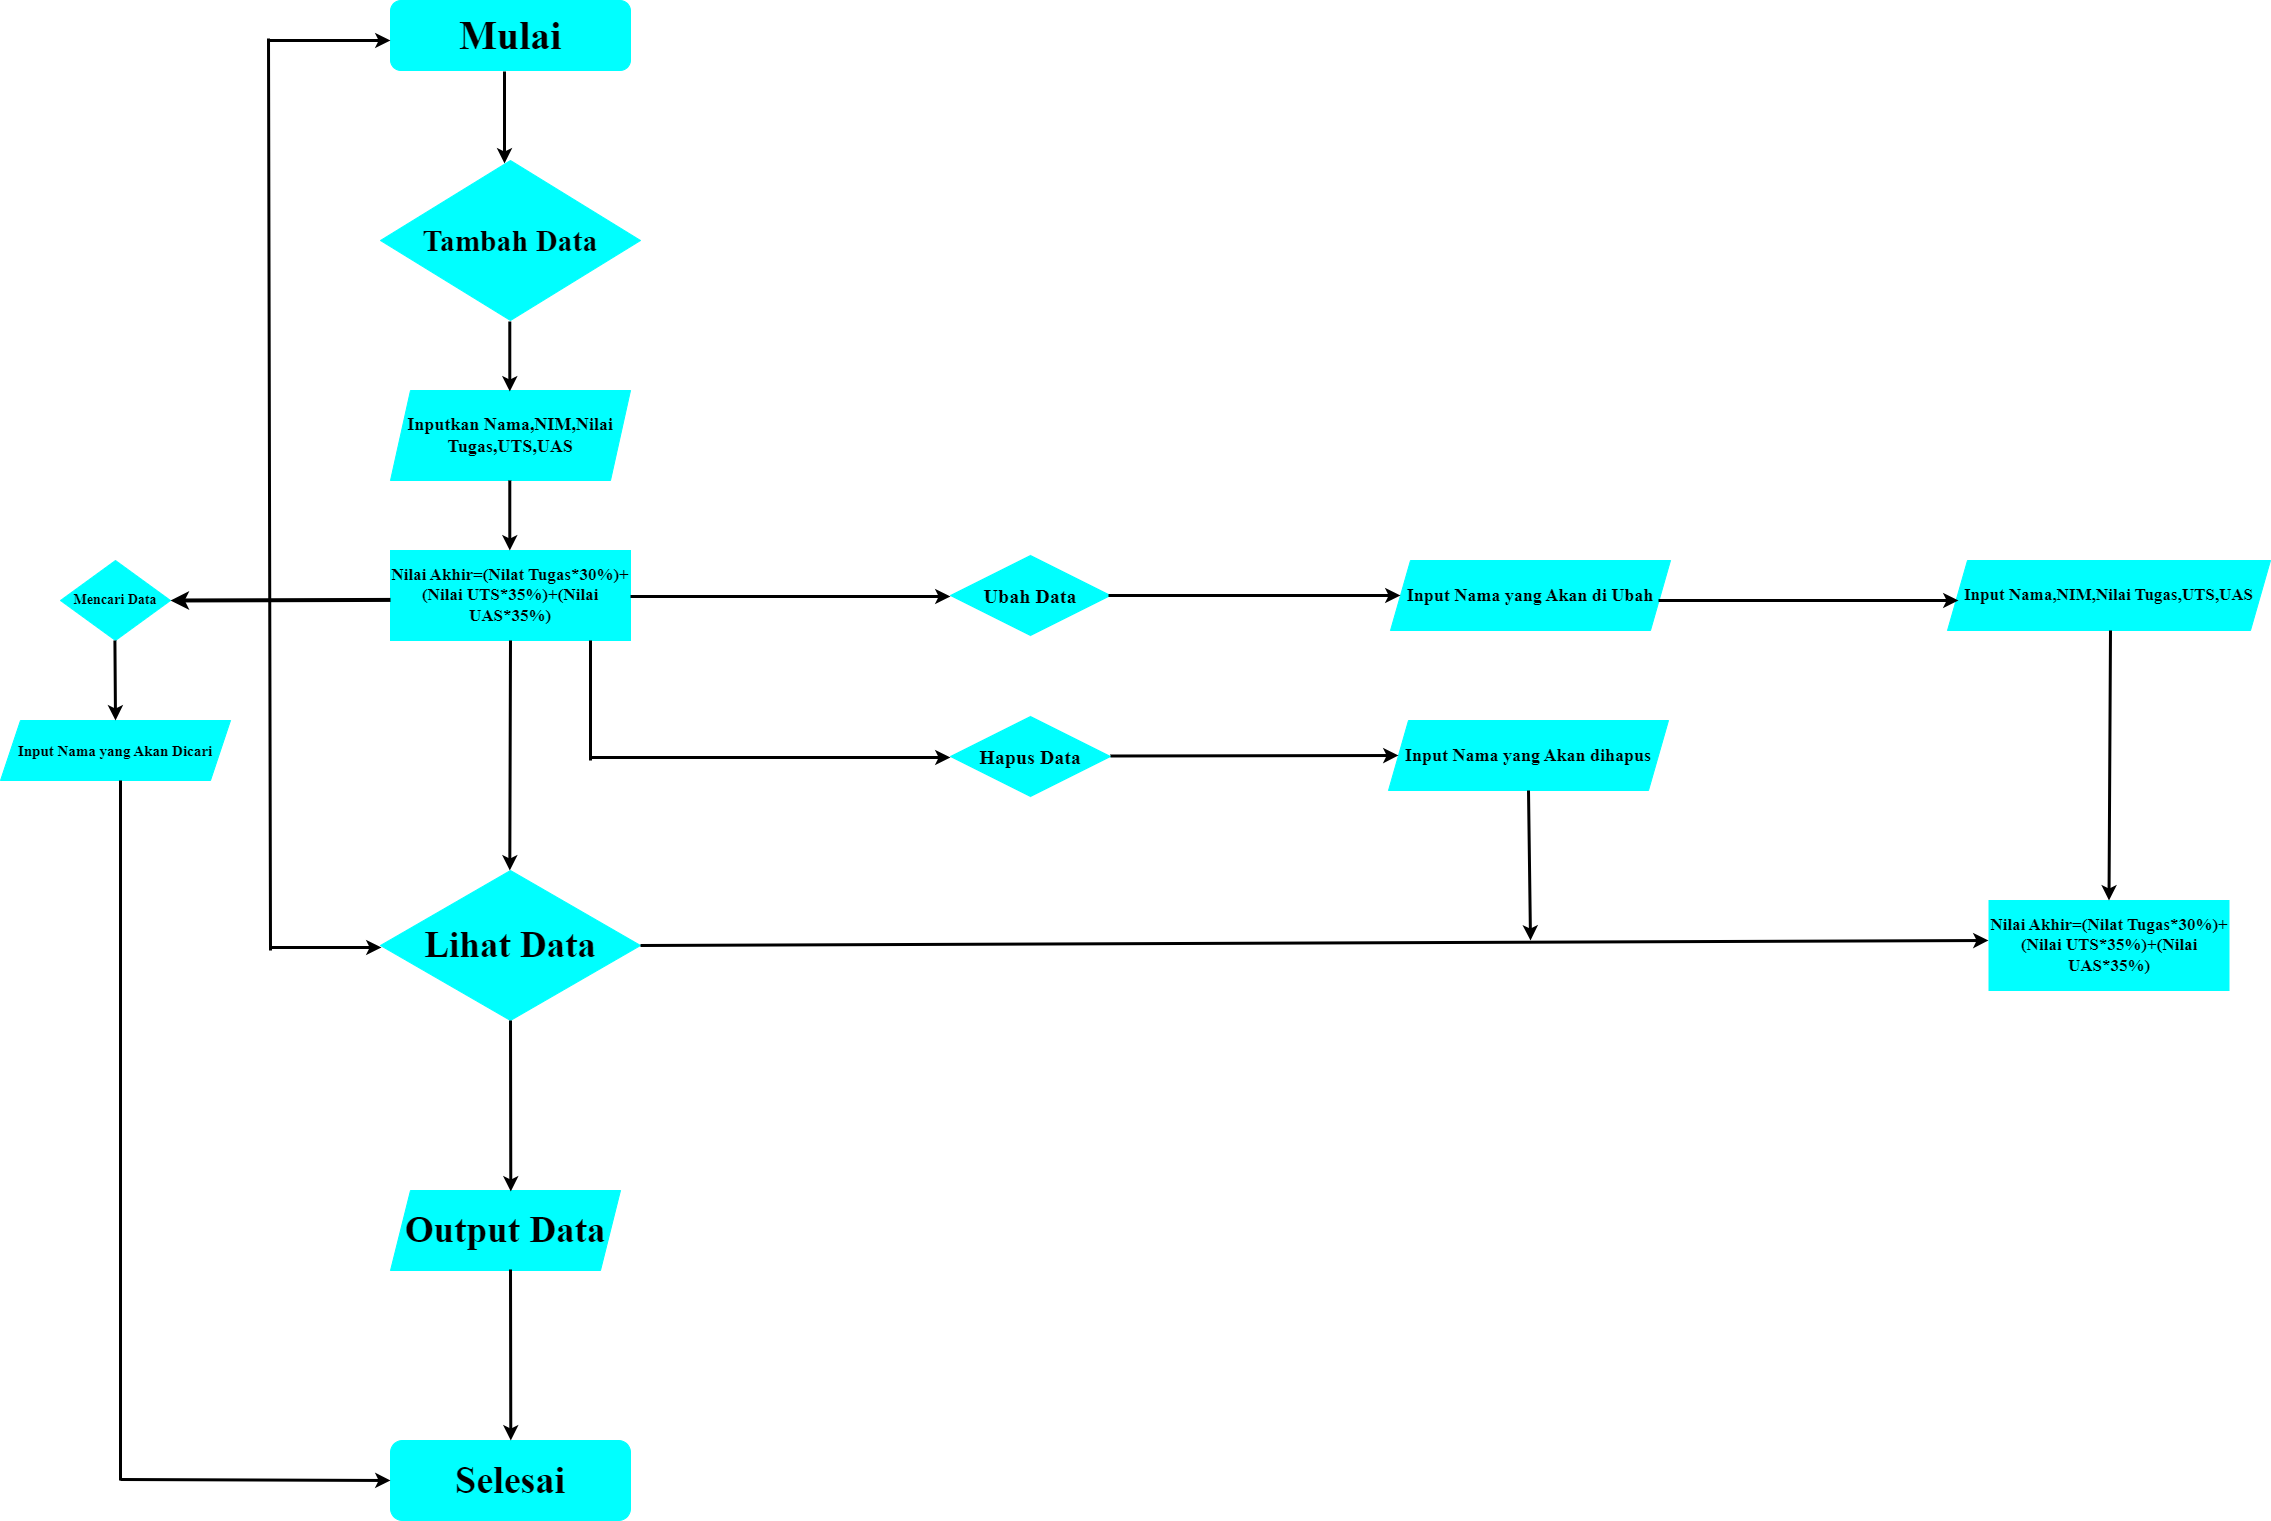 Mulai
Tambah Data
Inputkan Nama,NIM,Nilai
Tugas,UTS,UAS
Nilai Akhir=(Nilat Tugas*30%)+
(Nilai UTS*35%)+(Nilai
UAS*35%)
Mencari Data
Ubah Data
Input Nama yang Akan di Ubah
Input Nama,NIM,Nilai Tugas,UTS,UAS
Input Nama yang Akan Dicari
Hapus Data
Input Nama yang Akan dihapus
Lihat Data
Nilai Akhir=(Nilat Tugas*30%)+
(Nilai UTS*35%)+(Nilai
UAS*35%)
Output Data
Selesai